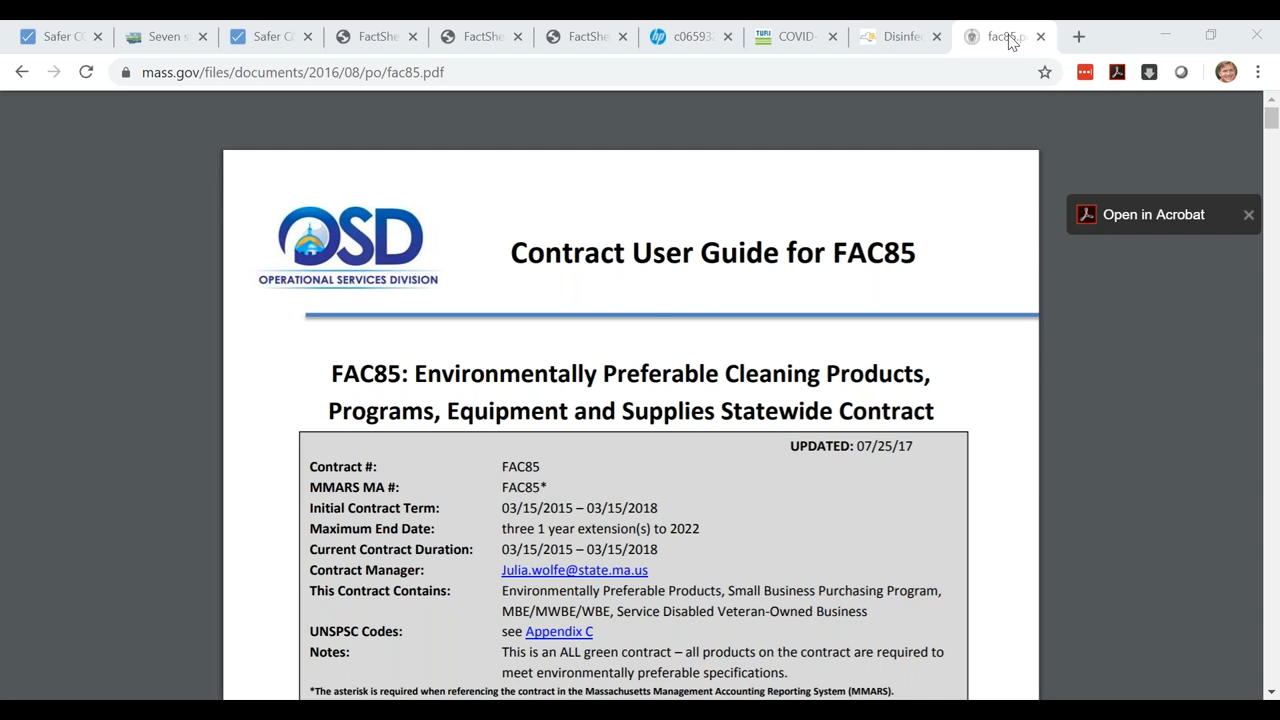 Safer CC
Seven s
Safer CC
FactShe
FactShe
FactShe
c06593
TURI
COVID-
Disinfec
fac85.p
mass.gov/files/documents/2016/08/po/fac85.pdf
Open in Acrobat
OSD
OPERATIONAL SERVICES DIVISION
Contract User Guide for FAC85
FAC85: Environmentally Preferable Cleaning Products,
Programs, Equipment and Supplies Statewide Contract
UPDATED: 07/25/17
Contract #: FAC85
MMARS MA #: FAC85*
Initial Contract Term: 03/15/2015 – 03/15/2018
Maximum End Date: three 1 year extension(s) to 2022
Current Contract Duration: 03/15/2015 – 03/15/2018
Contract Manager: Julia.wolfe@state.ma.us
This Contract Contains: Environmentally Preferable Products, Small Business Purchasing Program,
MBE/MWBE/WBE, Service Disabled Veteran-Owned Business
UNSPSC Codes: see Appendix C
Notes: This is an ALL green contract – all products on the contract are required to
meet environmentally preferable specifications.
*The asterisk is required when referencing the contract in the Massachusetts Management Accounting Reporting System (MMARS).